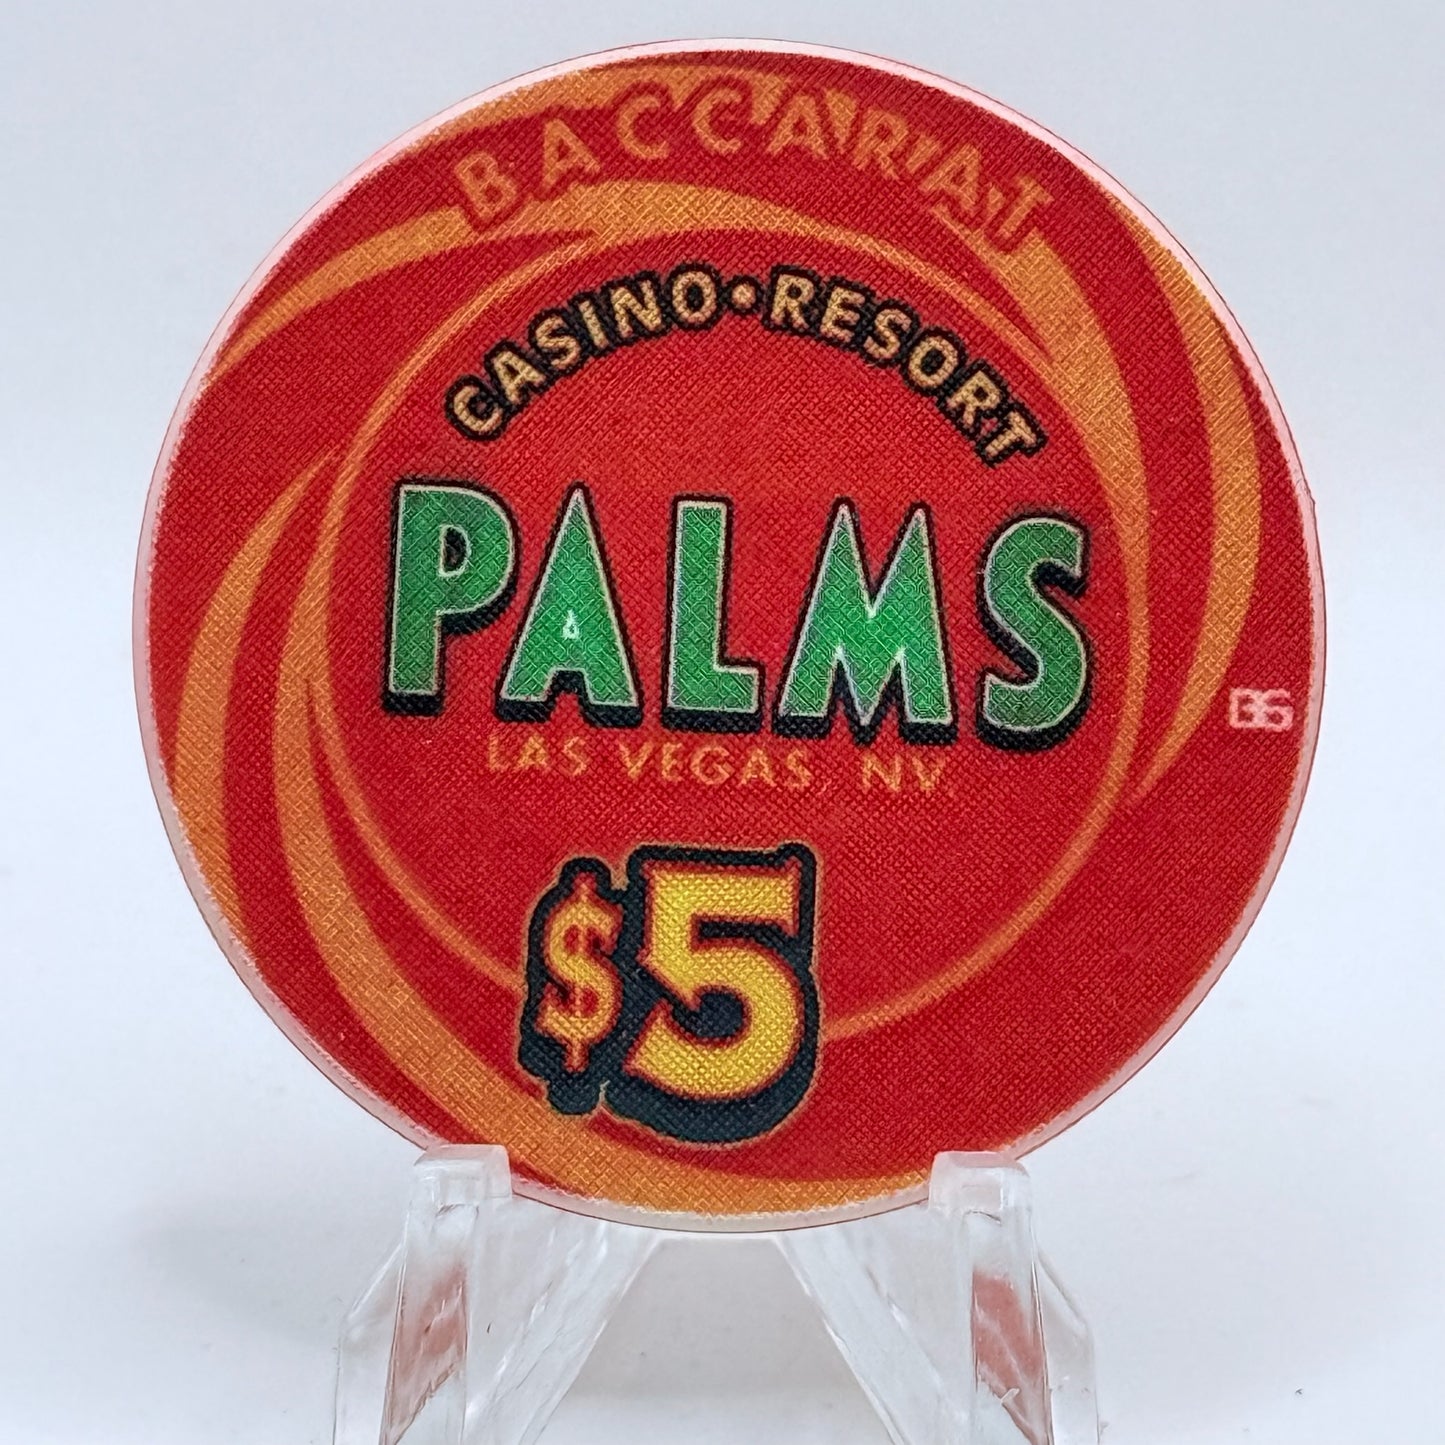 BACCARAT
CASINO•RESORT
PALMS
LAS VEGAS, NV.
BG
$5